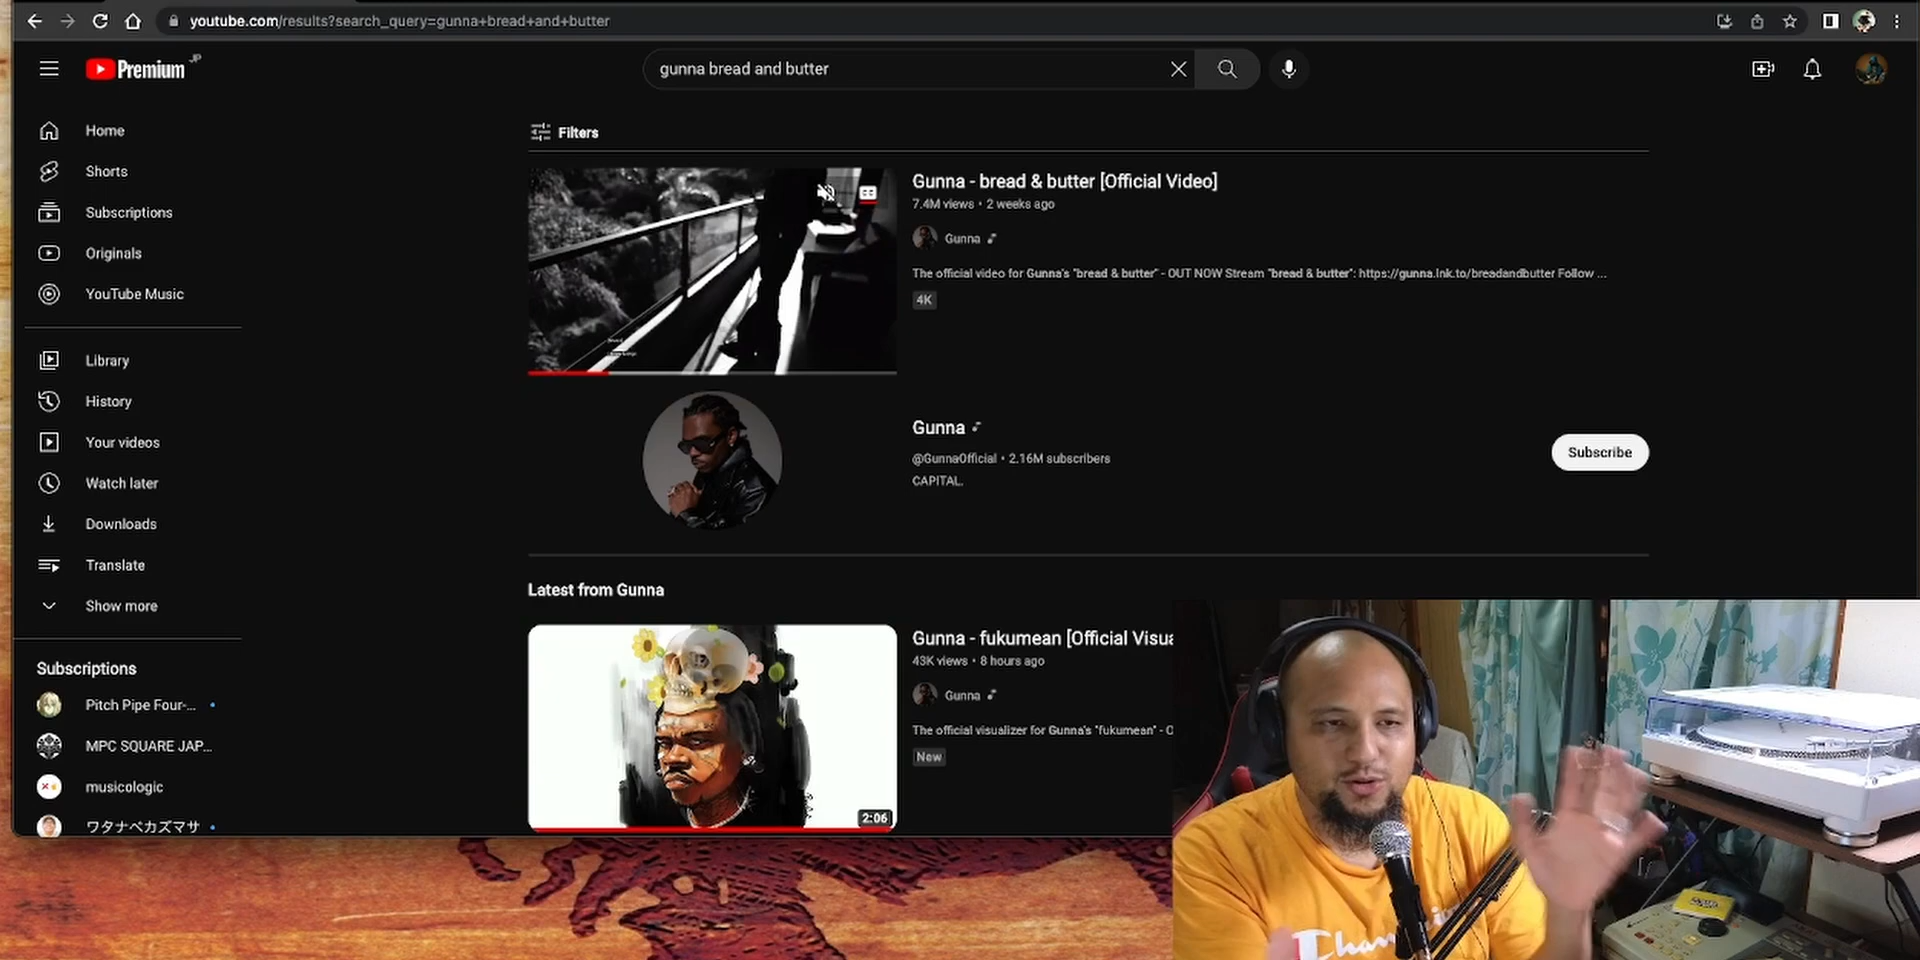 youtube.com/results?search_query=gunna+bread+and+butter
Premium JP
gunna bread and butter
Home
Shorts
Subscriptions
Originals
YouTube Music
Library
History
Your videos
Watch later
Downloads
Translate
Show more
Subscriptions
Pitch Pipe Four-...
MPC SQUARE JAP...
musicologic
ワタナベカズマサ
Filters
Gunna - bread & butter [Official Video]
7.4M views • 2 weeks ago
Gunna
The official video for Gunna's "bread & butter" - OUT NOW Stream "bread & butter": https://gunna.lnk.to/breadandbutter Follow ...
4K
Gunna
@GunnaOfficial • 2.16M subscribers
CAPITAL.
Subscribe
Latest from Gunna
2:06
Gunna - fukumean [Official Visua
43K views • 8 hours ago
Gunna
The official visualizer for Gunna's "fukumean" - O
New